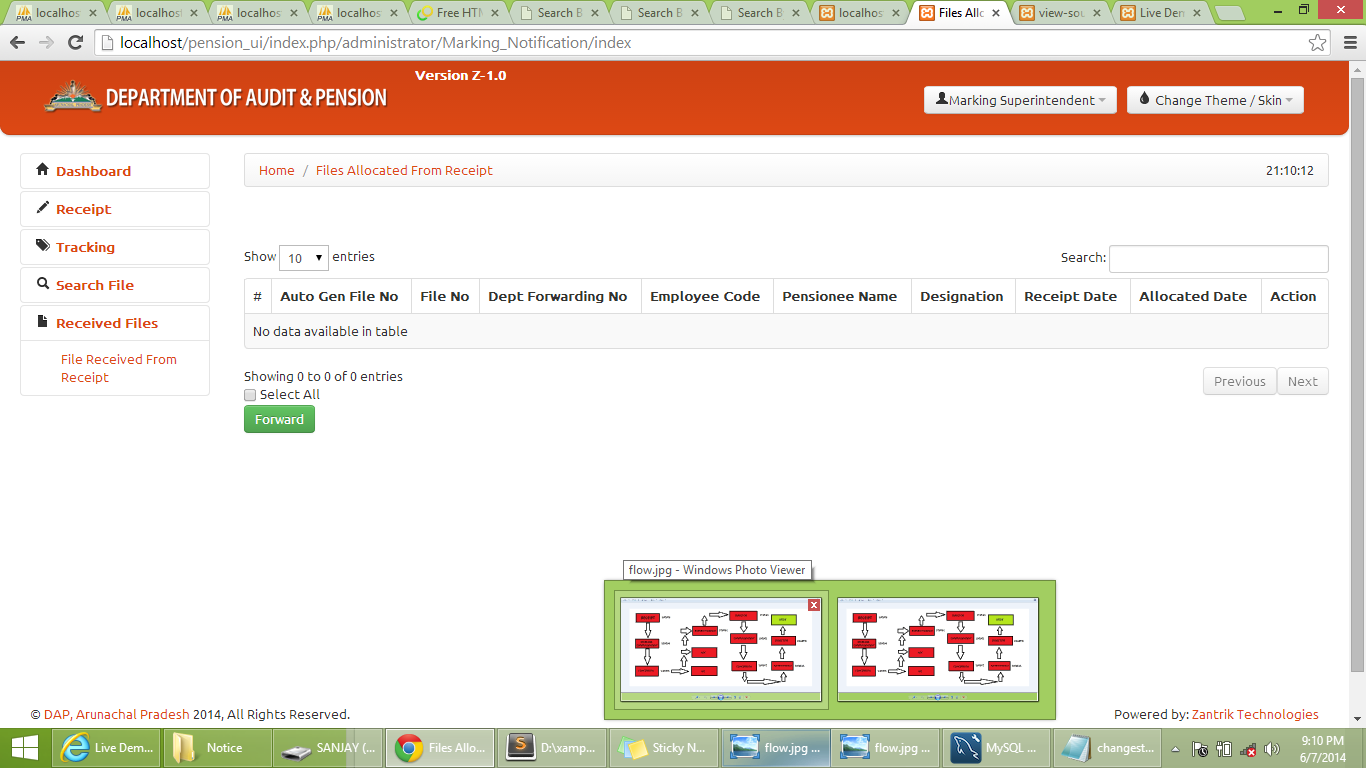 localhos
localhost
localhos
localhos
Free HTM
Search B
Search B
Search B
localhos
Files Allo
view-sou
Live Dem
localhost/pension_ui/index.php/administrator/Marking_Notification/index
Version Z-1.0
DEPARTMENT OF AUDIT & PENSION
Marking Superintendent
Change Theme / Skin
Dashboard
Receipt
Tracking
Search File
Received Files
File Received From
Receipt
Home / Files Allocated From Receipt
21:10:12
Show 10 entries
Search:
# Auto Gen File No File No Dept Forwarding No Employee Code Pensionee Name Designation Receipt Date Allocated Date Action
No data available in table
Showing 0 to 0 of 0 entries
Previous Next
Select All
Forward
flow.jpg - Windows Photo Viewer
© DAP, Arunachal Pradesh 2014, All Rights Reserved.
Powered by: Zantrik Technologies
Live Dem...
Notice
SANJAY (...
Files Allo...
D:\xamp...
Sticky N...
flow.jpg ...
flow.jpg ...
MySQL ...
changest...
9:10 PM
6/7/2014